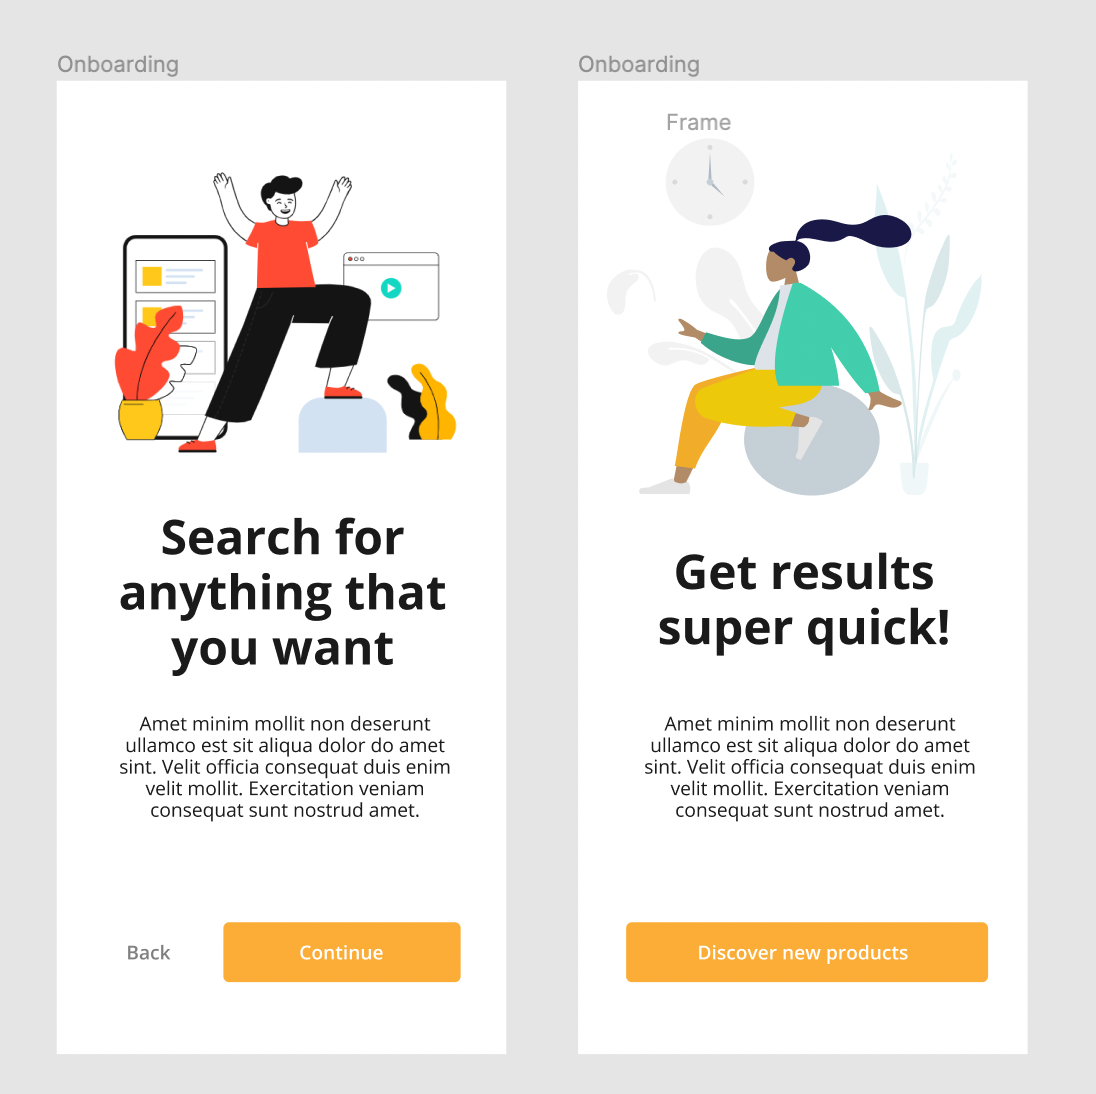 Onboarding
Search for
anything that
you want
Amet minim mollit non deserunt
ullamco est sit aliqua dolor do amet
sint. Velit officia consequat duis enim
velit mollit. Exercitation veniam
consequat sunt nostrud amet.
Back
Continue
Onboarding
Frame
Get results
super quick!
Amet minim mollit non deserunt
ullamco est sit aliqua dolor do amet
sint. Velit officia consequat duis enim
velit mollit. Exercitation veniam
consequat sunt nostrud amet.
Discover new products